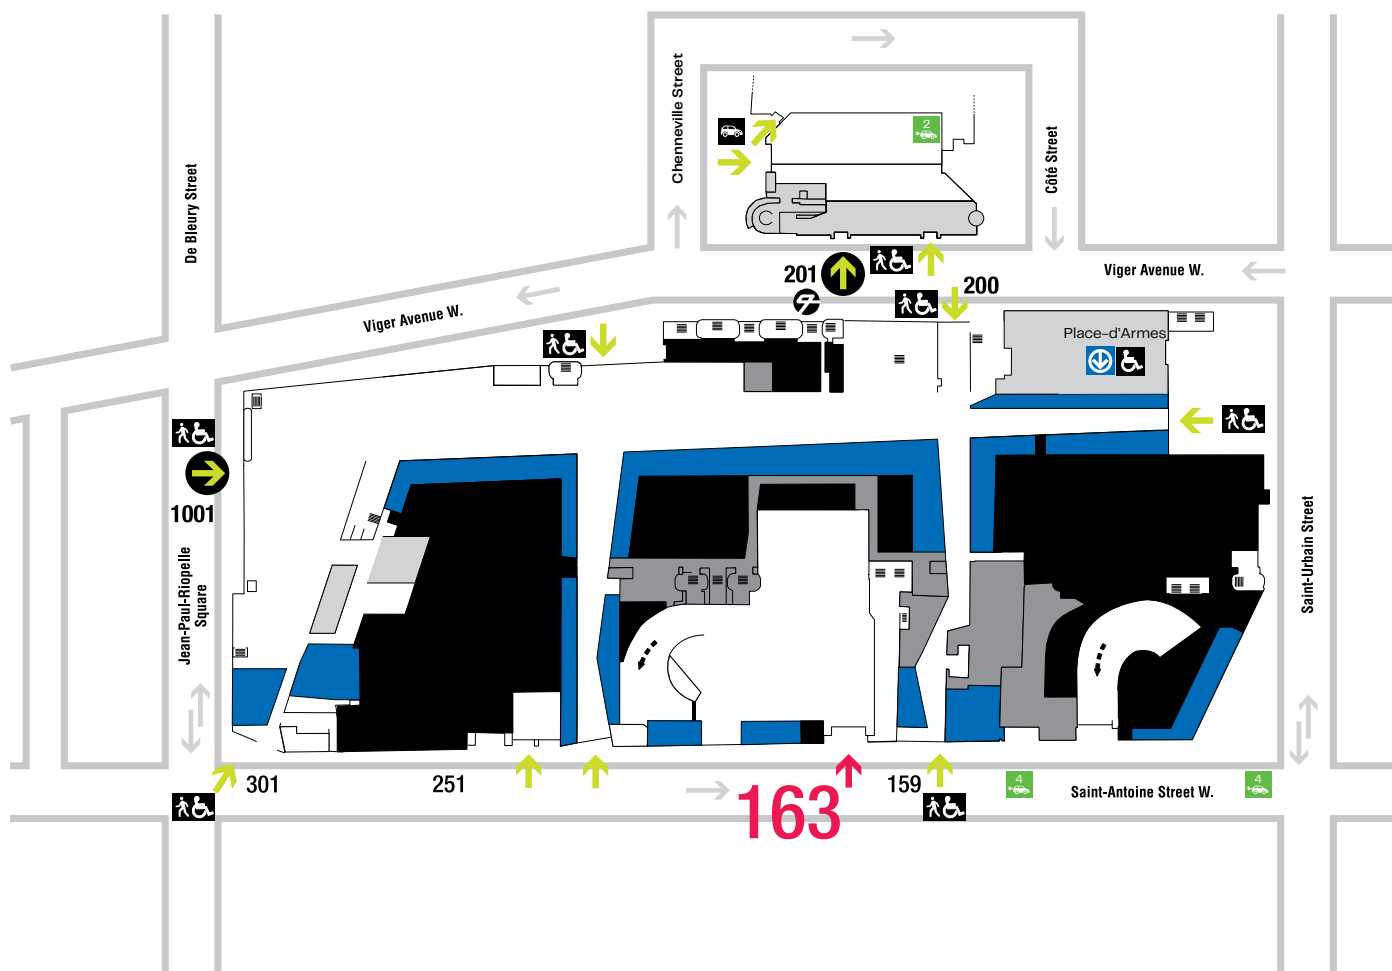 Chenneville Street
Côté Street
De Bleury Street
2
201
200
Viger Avenue W.
Viger Avenue W.
Place-d'Armes
1001
Jean-Paul-Riopelle
Square
Saint-Urbain Street
301
251
163
159
4
Saint-Antoine Street W.
4